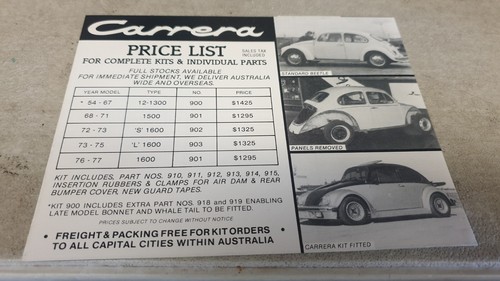 Carrera
PRICE LIST
SALES TAX
INCLUDED
FOR COMPLETE KITS & INDIVIDUAL PARTS
FULL STOCKS AVAILABLE
FOR IMMEDIATE SHIPMENT, WE DELIVER AUSTRALIA
WIDE AND OVERSEAS.
YEAR MODEL TYPE NO. PRICE
* 54 - 67 12-1300 900 $1425
68 - 71 1500 901 $1295
72 - 73 'S' 1600 902 $1325
73 - 75 'L' 1600 903 $1325
76 - 77 1600 901 $1295
KIT INCLUDES, PART NOS. 910, 911, 912, 913, 914, 915,
INSERTION RUBBERS & CLAMPS FOR AIR DAM & REAR
BUMPER COVER, NEW GUARD TAPES.
*KIT 900 INCLUDES EXTRA PART NOS. 918 and 919 ENABLING
LATE MODEL BONNET AND WHALE TAIL TO BE FITTED.
PRICES SUBJECT TO CHANGE WITHOUT NOTICE
• FREIGHT & PACKING FREE FOR KIT ORDERS •
TO ALL CAPITAL CITIES WITHIN AUSTRALIA
STANDARD BEETLE
PANELS REMOVED
CARRERA KIT FITTED